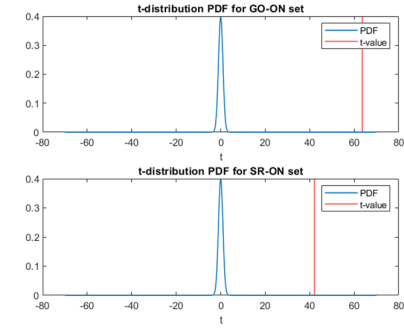 t-distribution PDF for GO-ON set
0.4
0.3
0.2
0.1
0
PDF
t-value
-80 -60 -40 -20 0 20 40 60 80
t
t-distribution PDF for SR-ON set
0.4
0.3
0.2
0.1
0
PDF
t-value
-80 -60 -40 -20 0 20 40 60 80
t